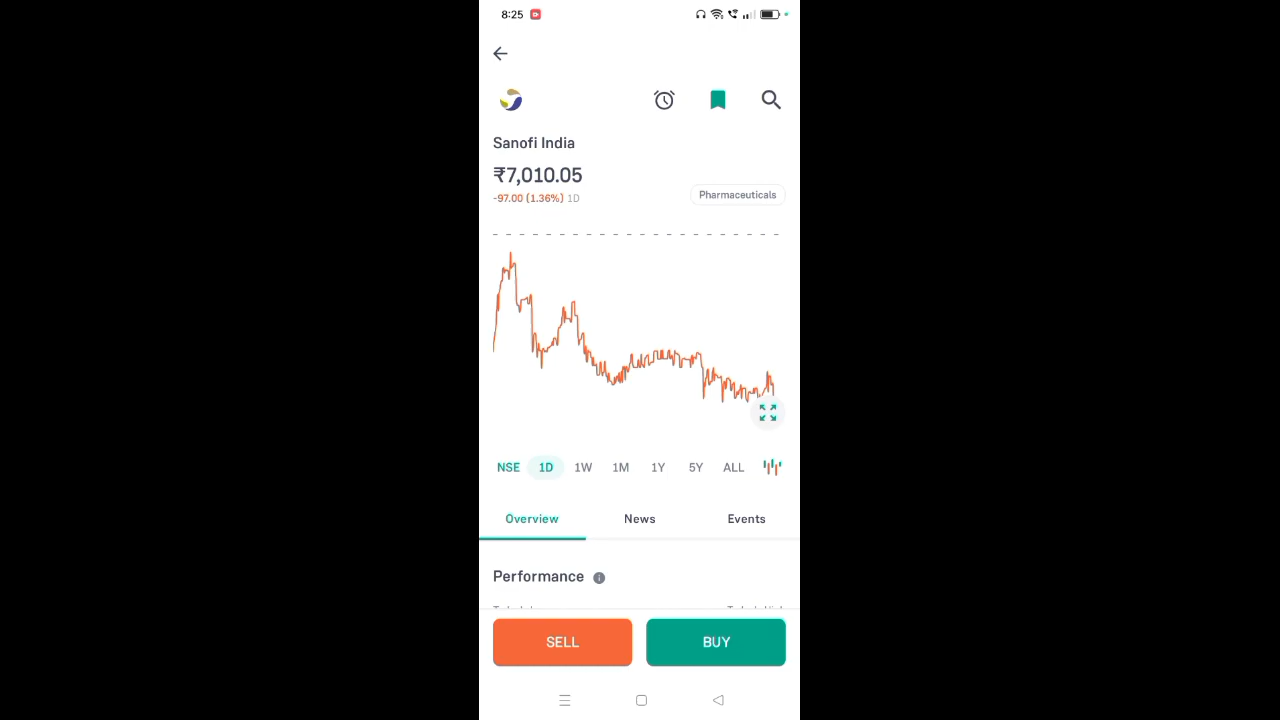 8:25
Sanofi India
₹7,010.05
-97.00 (1.36%) 1D
Pharmaceuticals
NSE 1D 1W 1M 1Y 5Y ALL
Overview News Events
Performance
SELL BUY